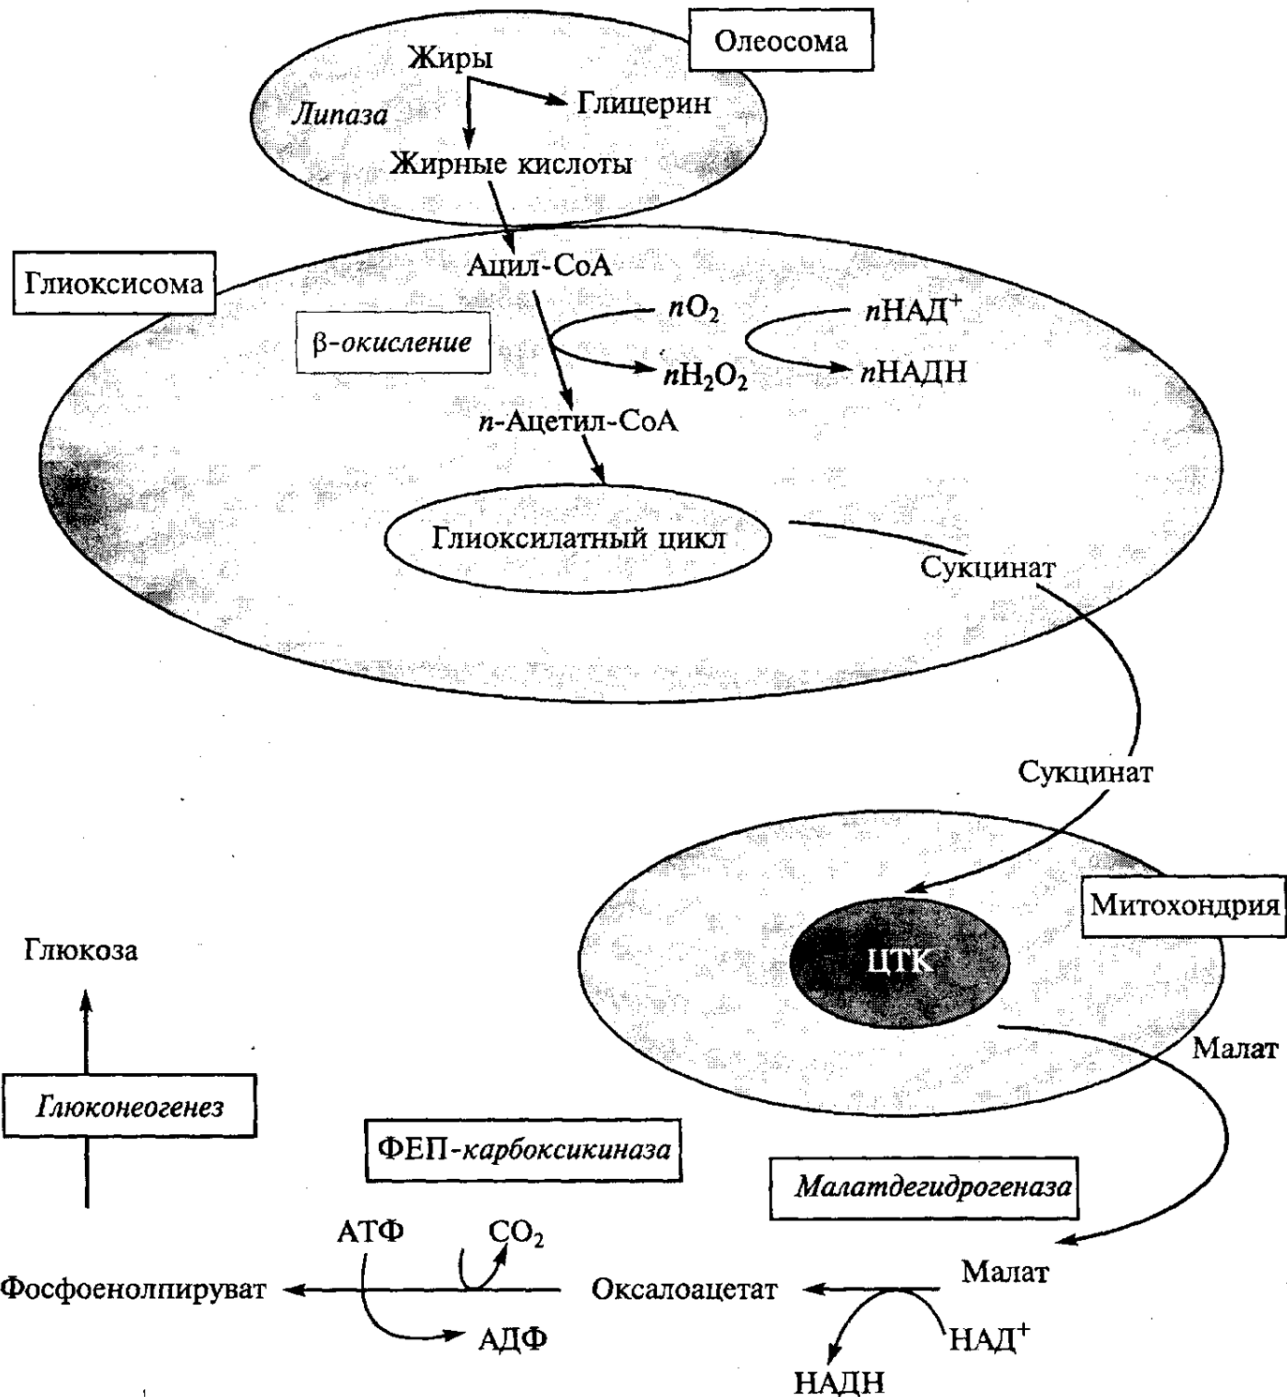 Олеосома
Жиры
Глицерин
Липаза
Жирные кислоты
Глиоксисома
Ацил-СоА
β-окисление
nO₂
nНАД⁺
nH₂O₂
nНАДН
n-Ацетил-СоА
Глиоксилатный цикл
Сукцинат
Сукцинат
Митохондрия
ЦТК
Глюкоза
Малат
Глюконеогенез
ФЕП-карбоксикиназа
Малатдегидрогеназа
АТФ
CO₂
Фосфоенолпируват
Оксалоацетат
Малат
АДФ
НАД⁺
НАДН